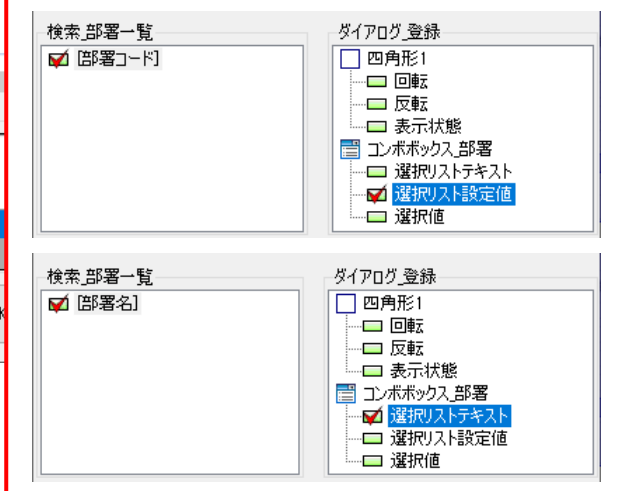 検索_部署一覧
[部署コード]
ダイアログ_登録
四角形1
回転
反転
表示状態
コンボボックス_部署
選択リストテキスト
選択リスト設定値
選択値
検索_部署一覧
[部署名]
ダイアログ_登録
四角形1
回転
反転
表示状態
コンボボックス_部署
選択リストテキスト
選択リスト設定値
選択値